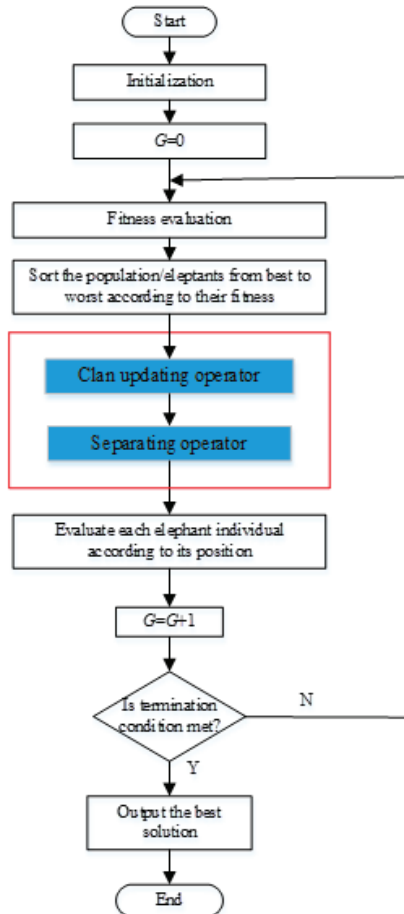 Start
Initialization
G=0
Fitness evaluation
Sort the population/eleptants from best to
worst according to their fitness
Clan updating operator
Separating operator
Evaluate each elephant individual
according to its position
G=G+1
Is termination
condition met?
N
Y
Output the best
solution
End